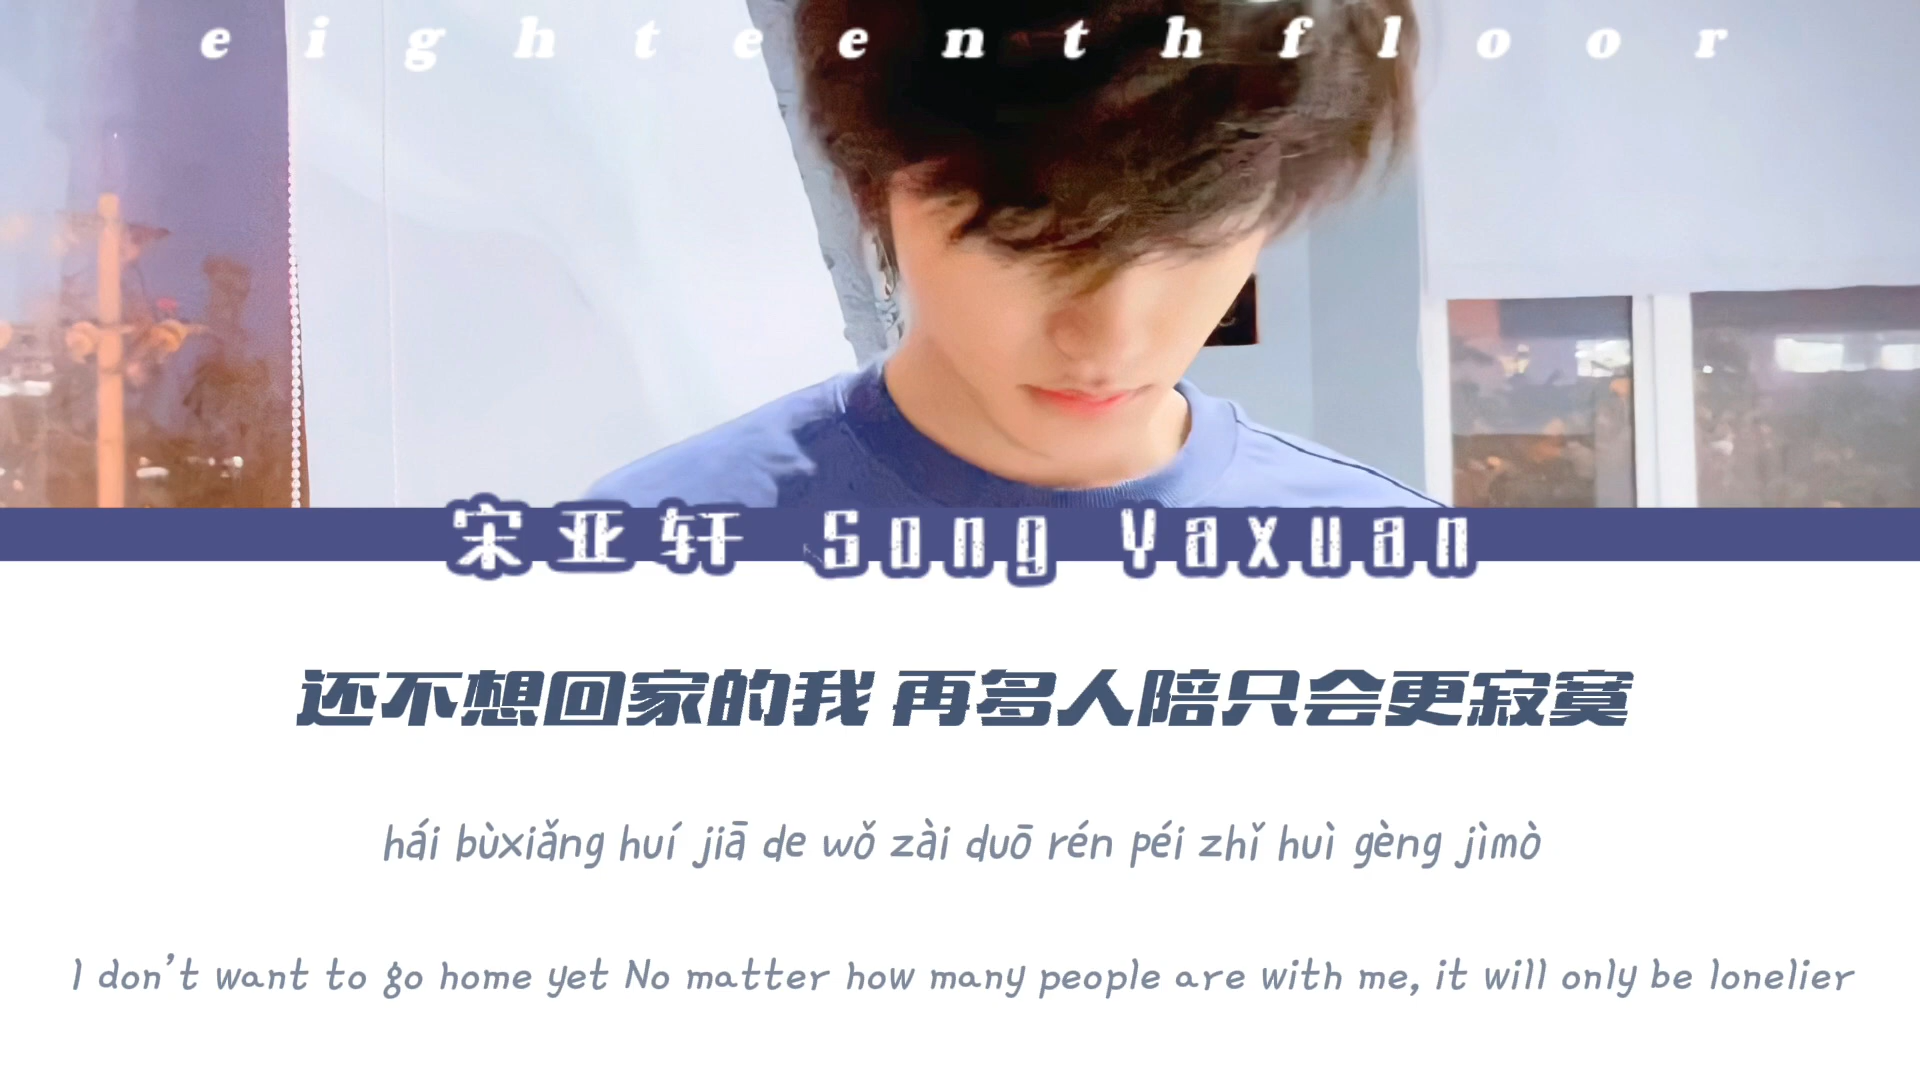 eighteenthfloor
宋亚轩 Song Yaxuan
还不想回家的我 再多人陪只会更寂寞
hái bùxiǎng huí jiā de wǒ zài duō rén péi zhǐ huì gèng jìmò
I don't want to go home yet No matter how many people are with me, it will only be lonelier